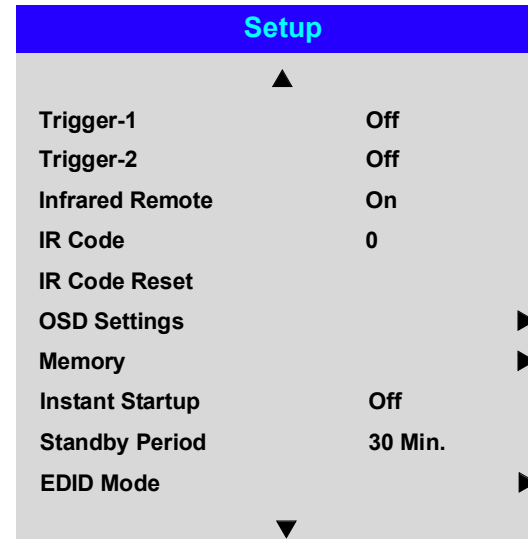 Setup
Trigger-1 Off
Trigger-2 Off
Infrared Remote On
IR Code 0
IR Code Reset
OSD Settings
Memory
Instant Startup Off
Standby Period 30 Min.
EDID Mode